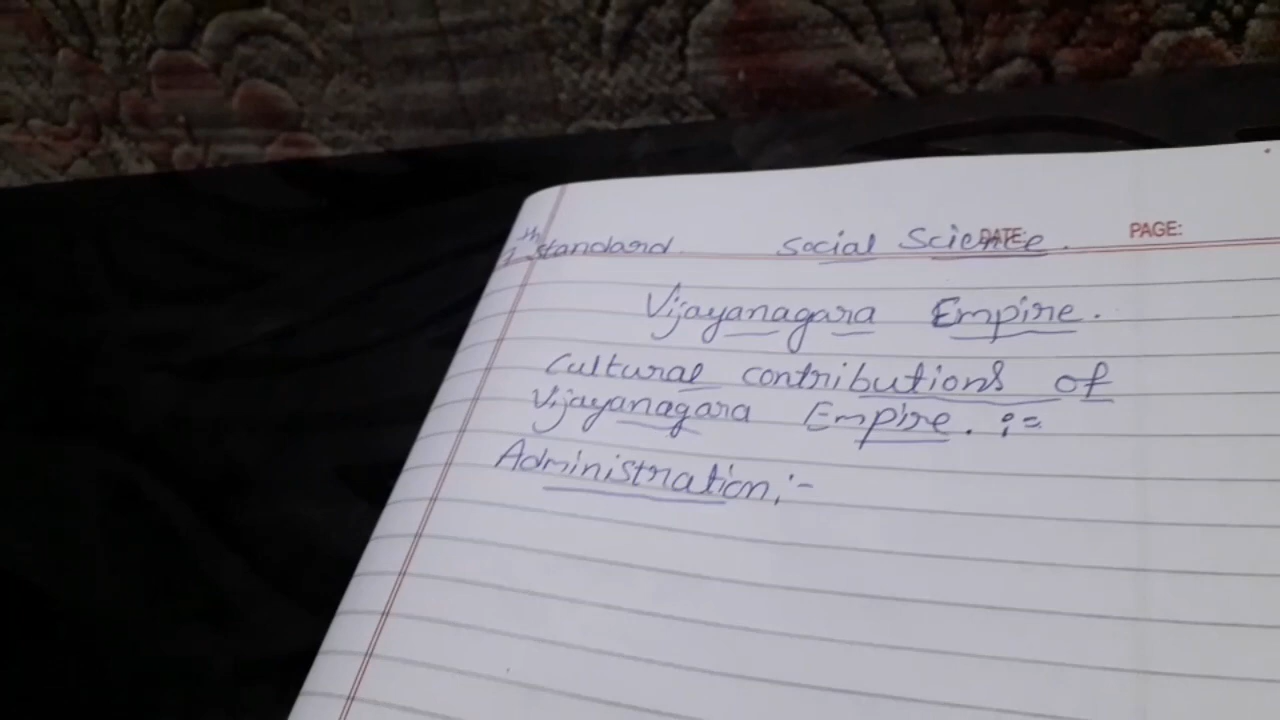 7th Standard. Social Science. DATE: PAGE:
Vijayanagara Empire.
Cultural contributions of
Vijayanagara Empire. :=
Administration:-